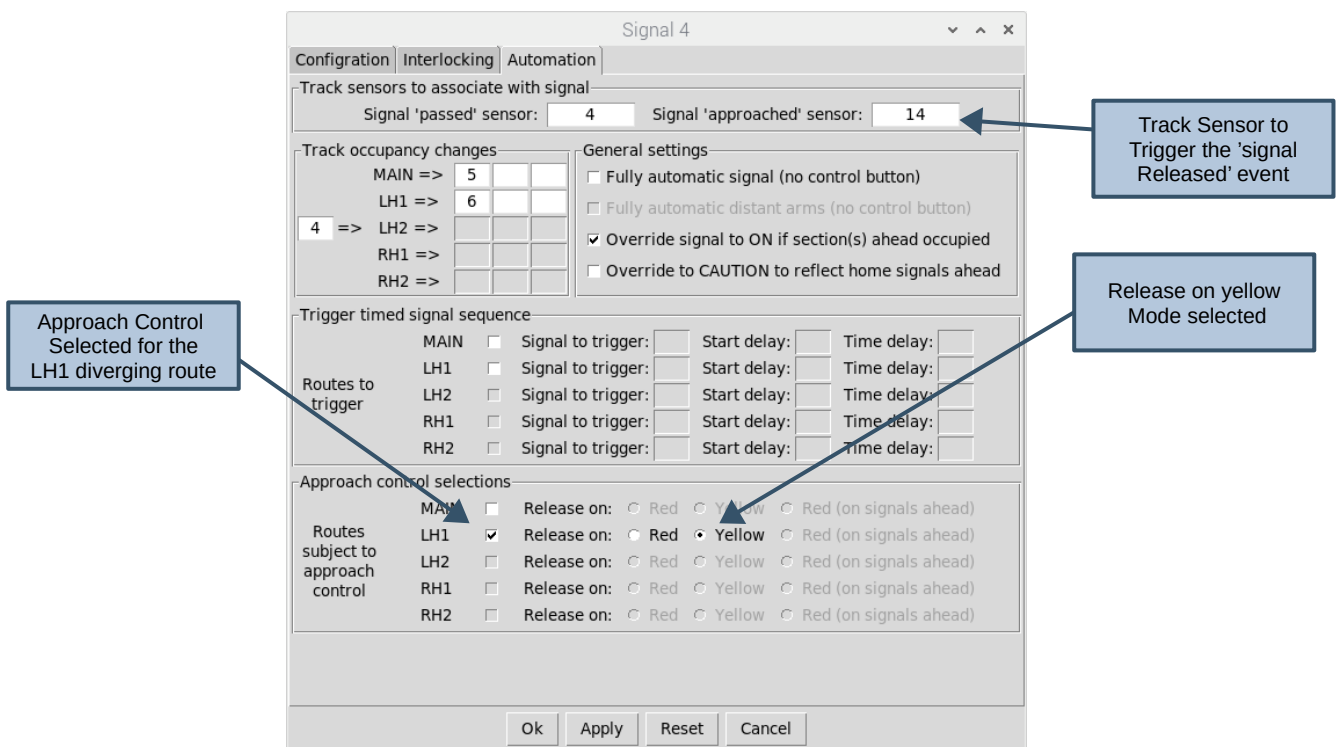 Signal 4
Configration Interlocking Automation
Track sensors to associate with signal
Signal 'passed' sensor: 4 Signal 'approached' sensor: 14
Track Sensor to
Trigger the ’signal
Released’ event
Track occupancy changes
MAIN => 5
LH1 => 6
4 => LH2 =>
RH1 =>
RH2 =>
General settings
Fully automatic signal (no control button)
Fully automatic distant arms (no control button)
Override signal to ON if section(s) ahead occupied
Override to CAUTION to reflect home signals ahead
Release on yellow
Mode selected
Approach Control
Selected for the
LH1 diverging route
Trigger timed signal sequence
Routes to
trigger
MAIN Signal to trigger: Start delay: Time delay:
LH1 Signal to trigger: Start delay: Time delay:
LH2 Signal to trigger: Start delay: Time delay:
RH1 Signal to trigger: Start delay: Time delay:
RH2 Signal to trigger: Start delay: Time delay:
Approach control selections
Routes
subject to
approach
control
MAIN Release on: Red Yellow Red (on signals ahead)
LH1 Release on: Red Yellow Red (on signals ahead)
LH2 Release on: Red Yellow Red (on signals ahead)
RH1 Release on: Red Yellow Red (on signals ahead)
RH2 Release on: Red Yellow Red (on signals ahead)
Ok Apply Reset Cancel